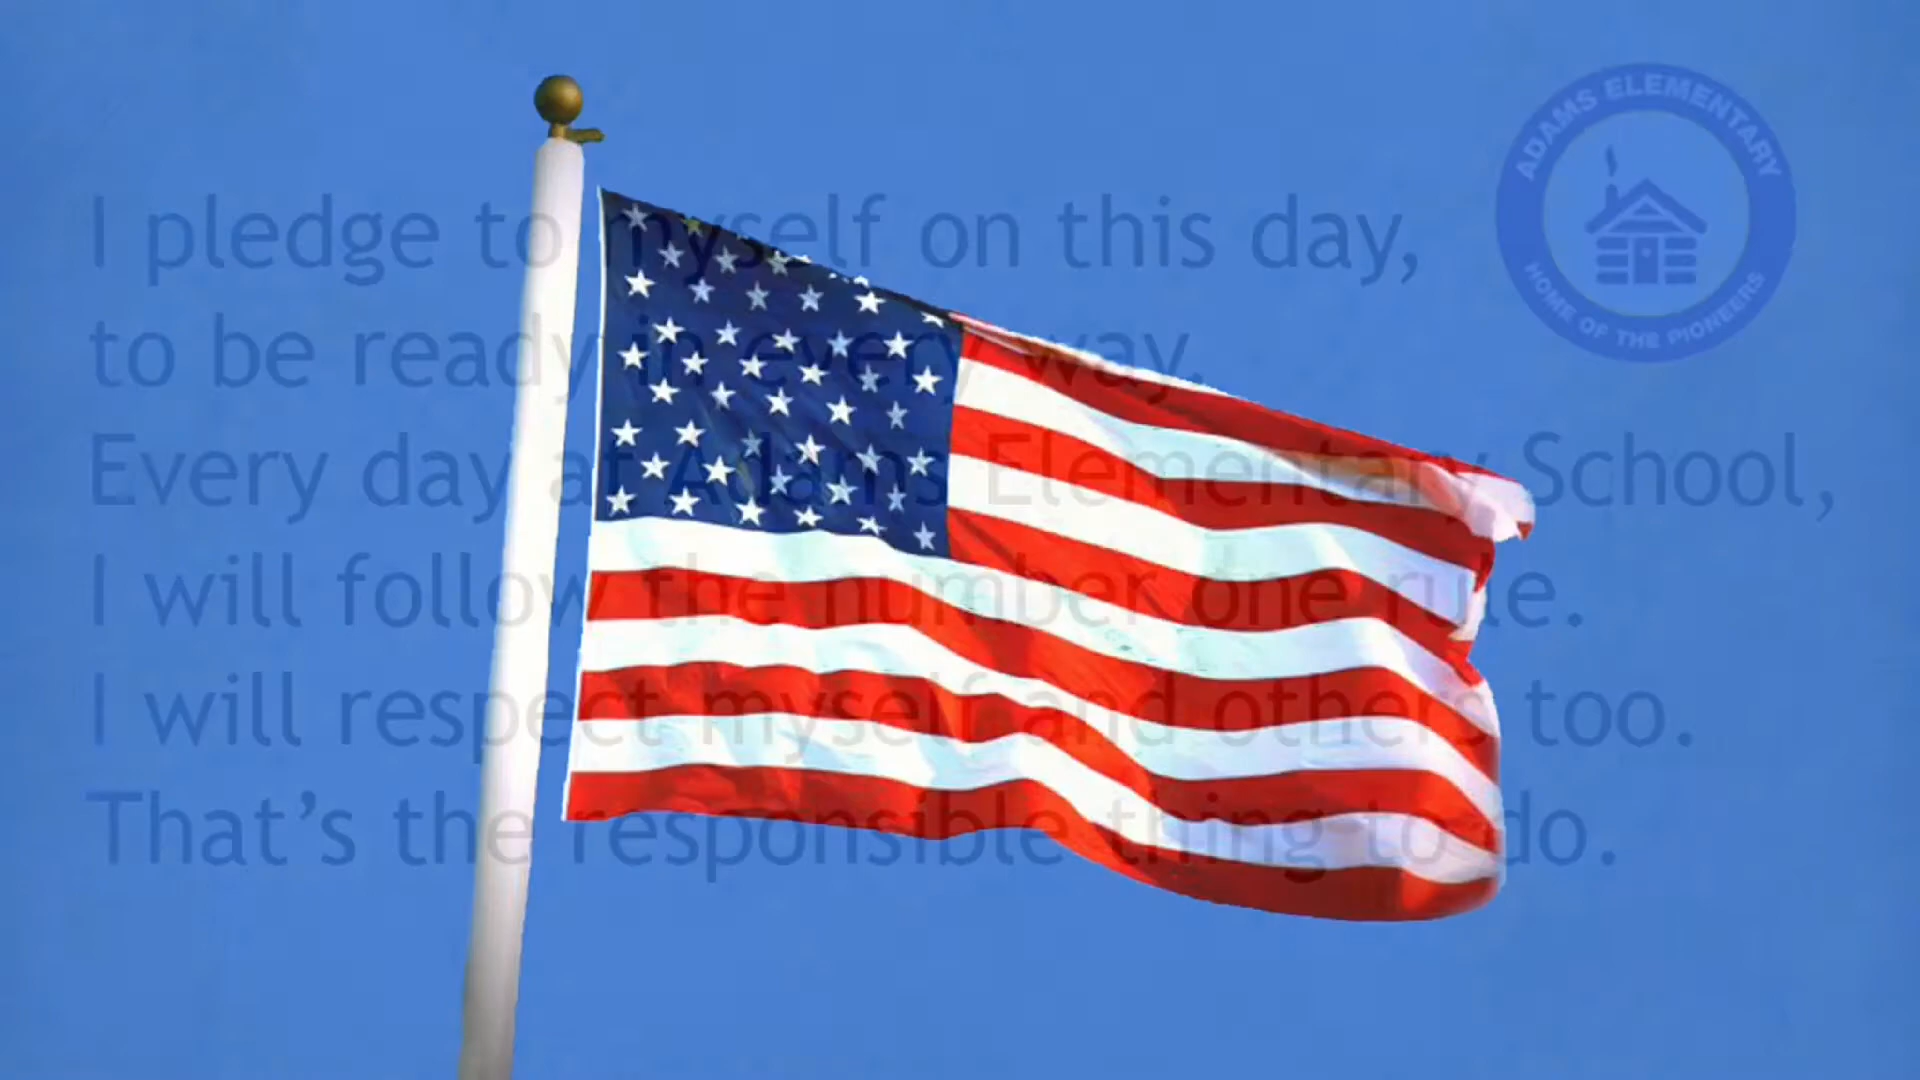 ADAMS ELEMENTARY
HOME OF THE PIONEERS
I pledge to myself on this day,
to be ready in every way.
Every day at Adams Elementary School,
I will follow the number one rule.
I will respect myself and others too.
That’s the responsible thing to do.